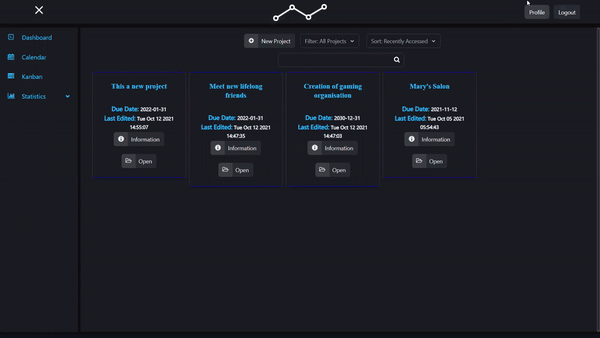 Profile
Logout
Dashboard
Calendar
Kanban
Statistics
New Project
Filter: All Projects
Sort: Recently Accessed
This a new project
Due Date: 2022-01-31
Last Edited: Tue Oct 12 2021
14:55:07
Information
Open
Meet new lifelong
friends
Due Date: 2022-01-31
Last Edited: Tue Oct 12 2021
14:47:35
Information
Open
Creation of gaming
organisation
Due Date: 2030-12-31
Last Edited: Tue Oct 12 2021
14:47:03
Information
Open
Mary's Salon
Due Date: 2021-11-12
Last Edited: Tue Oct 05 2021
05:54:43
Information
Open